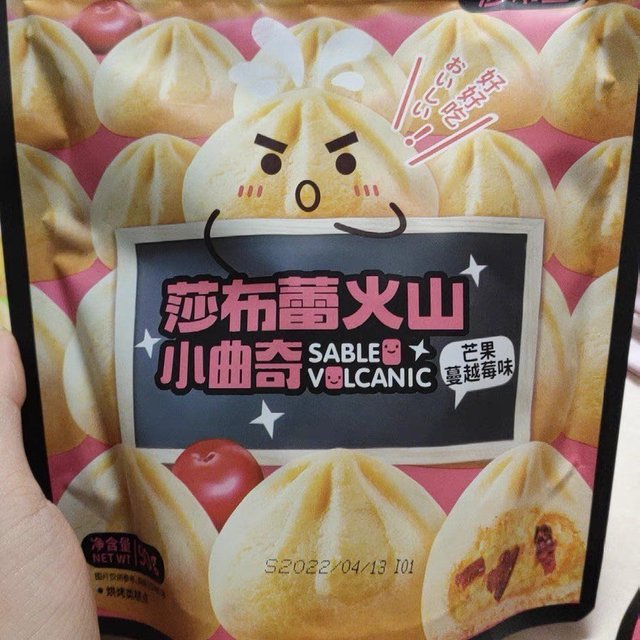 好好吃
おいしい!
莎布蕾火山
小曲奇 SABLE
VOLCANIC
芒果
蔓越莓味
净含量
NET WT 150g
S2022/04/13 I01